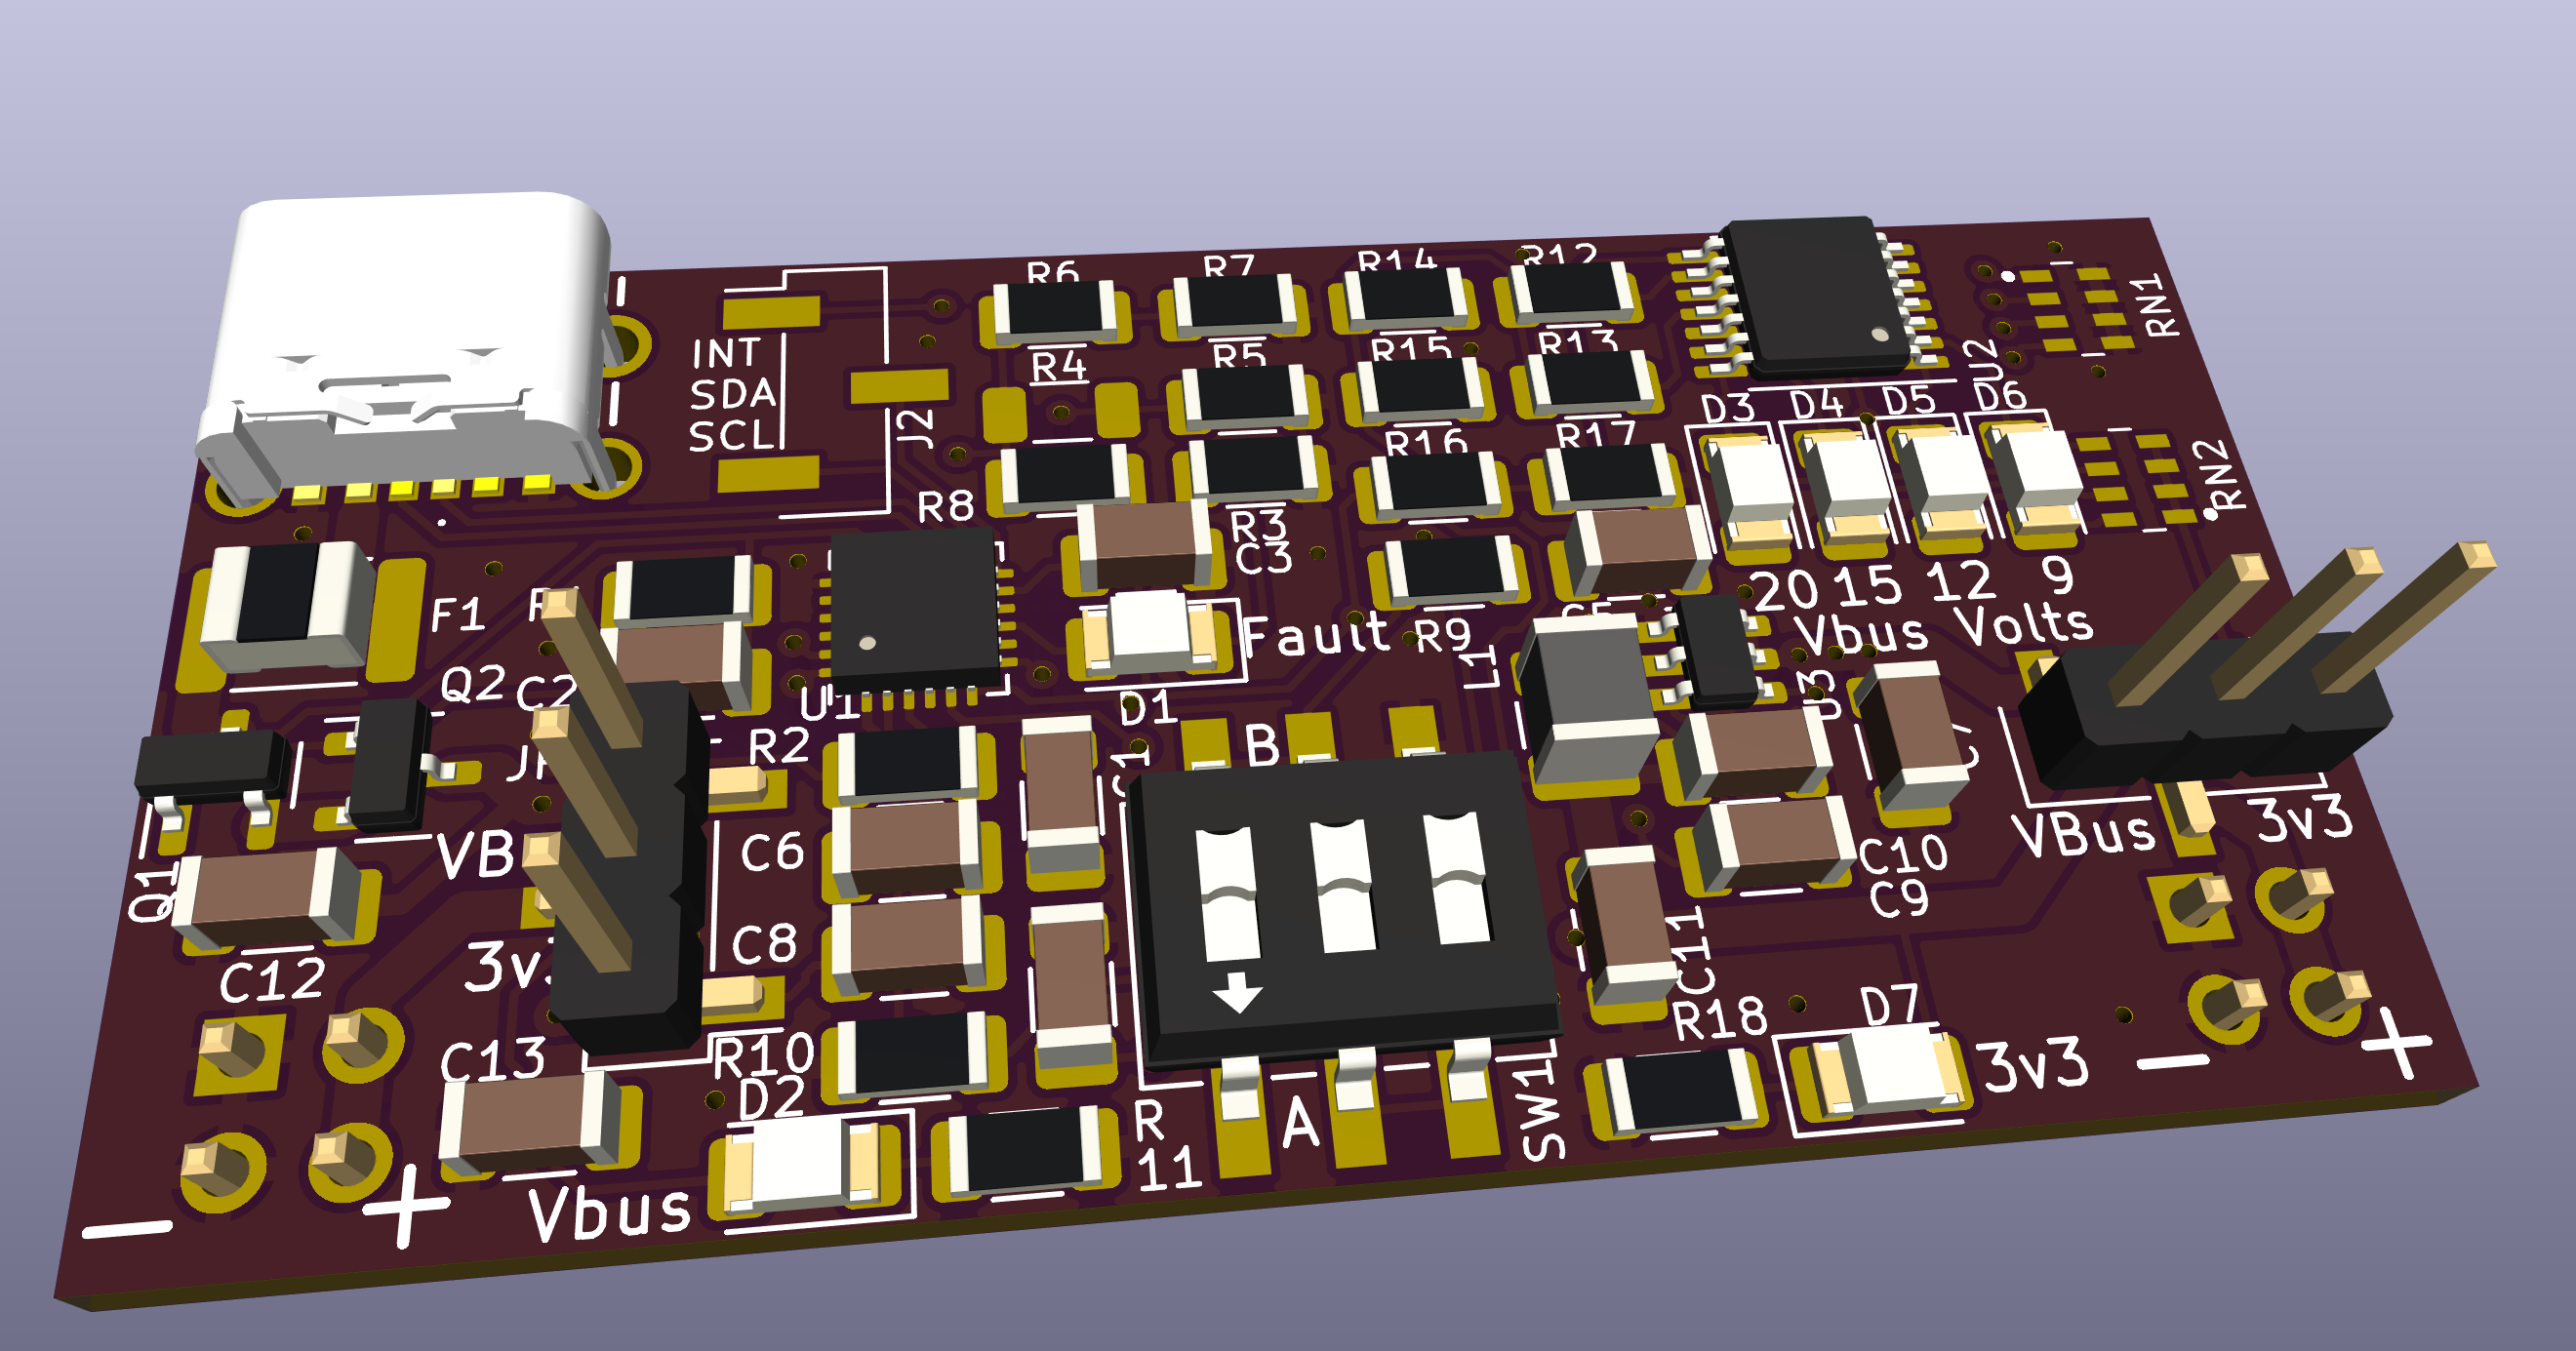 R6
R7
R14
R12
INT
SDA
SCL
J2
R4
R5
R15
R13
U2
RN1
D3
D4
D5
D6
R8
R3
C3
R16
R17
RN2
20
15
12
9
Vbus Volts
F1
Q2
C2
U1
Fault
D1
R9
L1
U3
R2
C1
B
VB
C6
Q1
C8
C12
C13
R10
D2
Vbus
R
11
A
SW1
C10
C9
C11
R18
D7
3v3
VBus
3v3
-
+
-
+